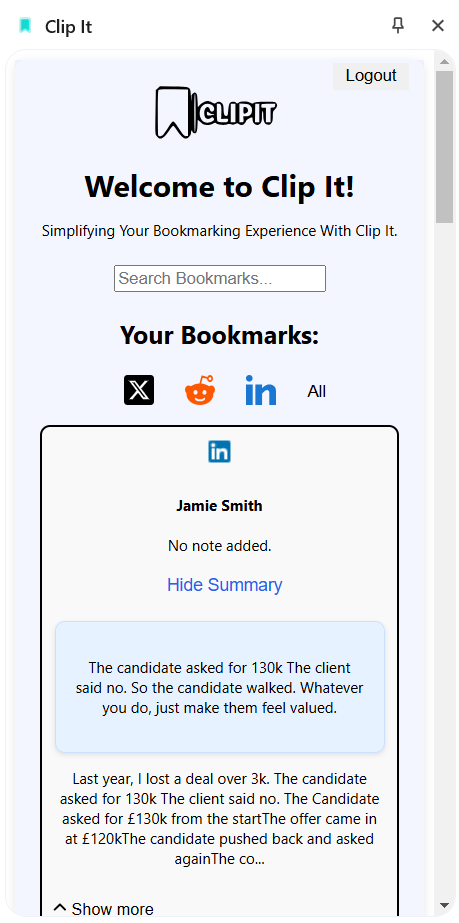 Clip It
Logout
CLIPIT
Welcome to Clip It!
Simplifying Your Bookmarking Experience With Clip It.
Search Bookmarks...
Your Bookmarks:
X
in
All
in
Jamie Smith
No note added.
Hide Summary
The candidate asked for 130k The client
said no. So the candidate walked. Whatever
you do, just make them feel valued.
Last year, I lost a deal over 3k. The candidate
asked for 130k The client said no. The Candidate
asked for £130k from the startThe offer came in
at £120kThe candidate pushed back and asked
againThe co...
Show more